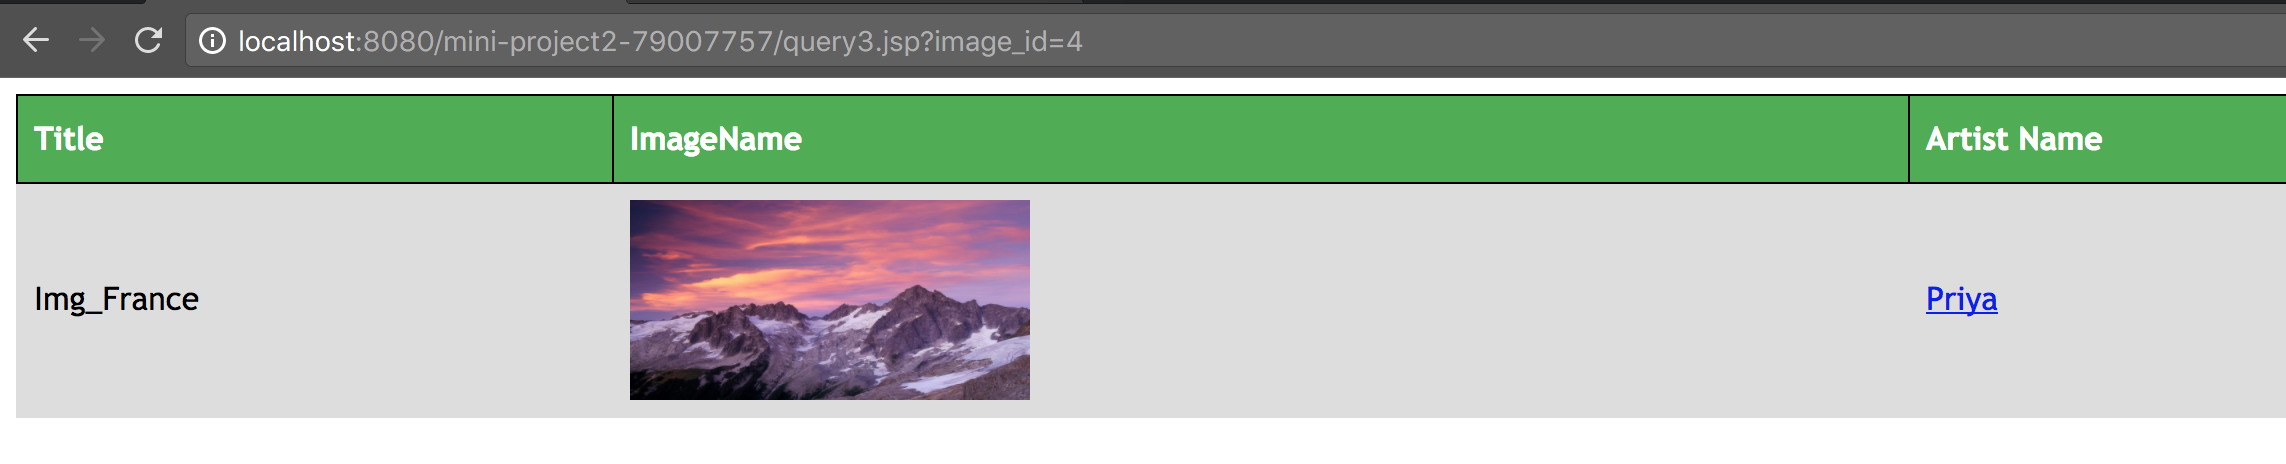 localhost:8080/mini-project2-79007757/query3.jsp?image_id=4
Title ImageName Artist Name
Img_France Priya